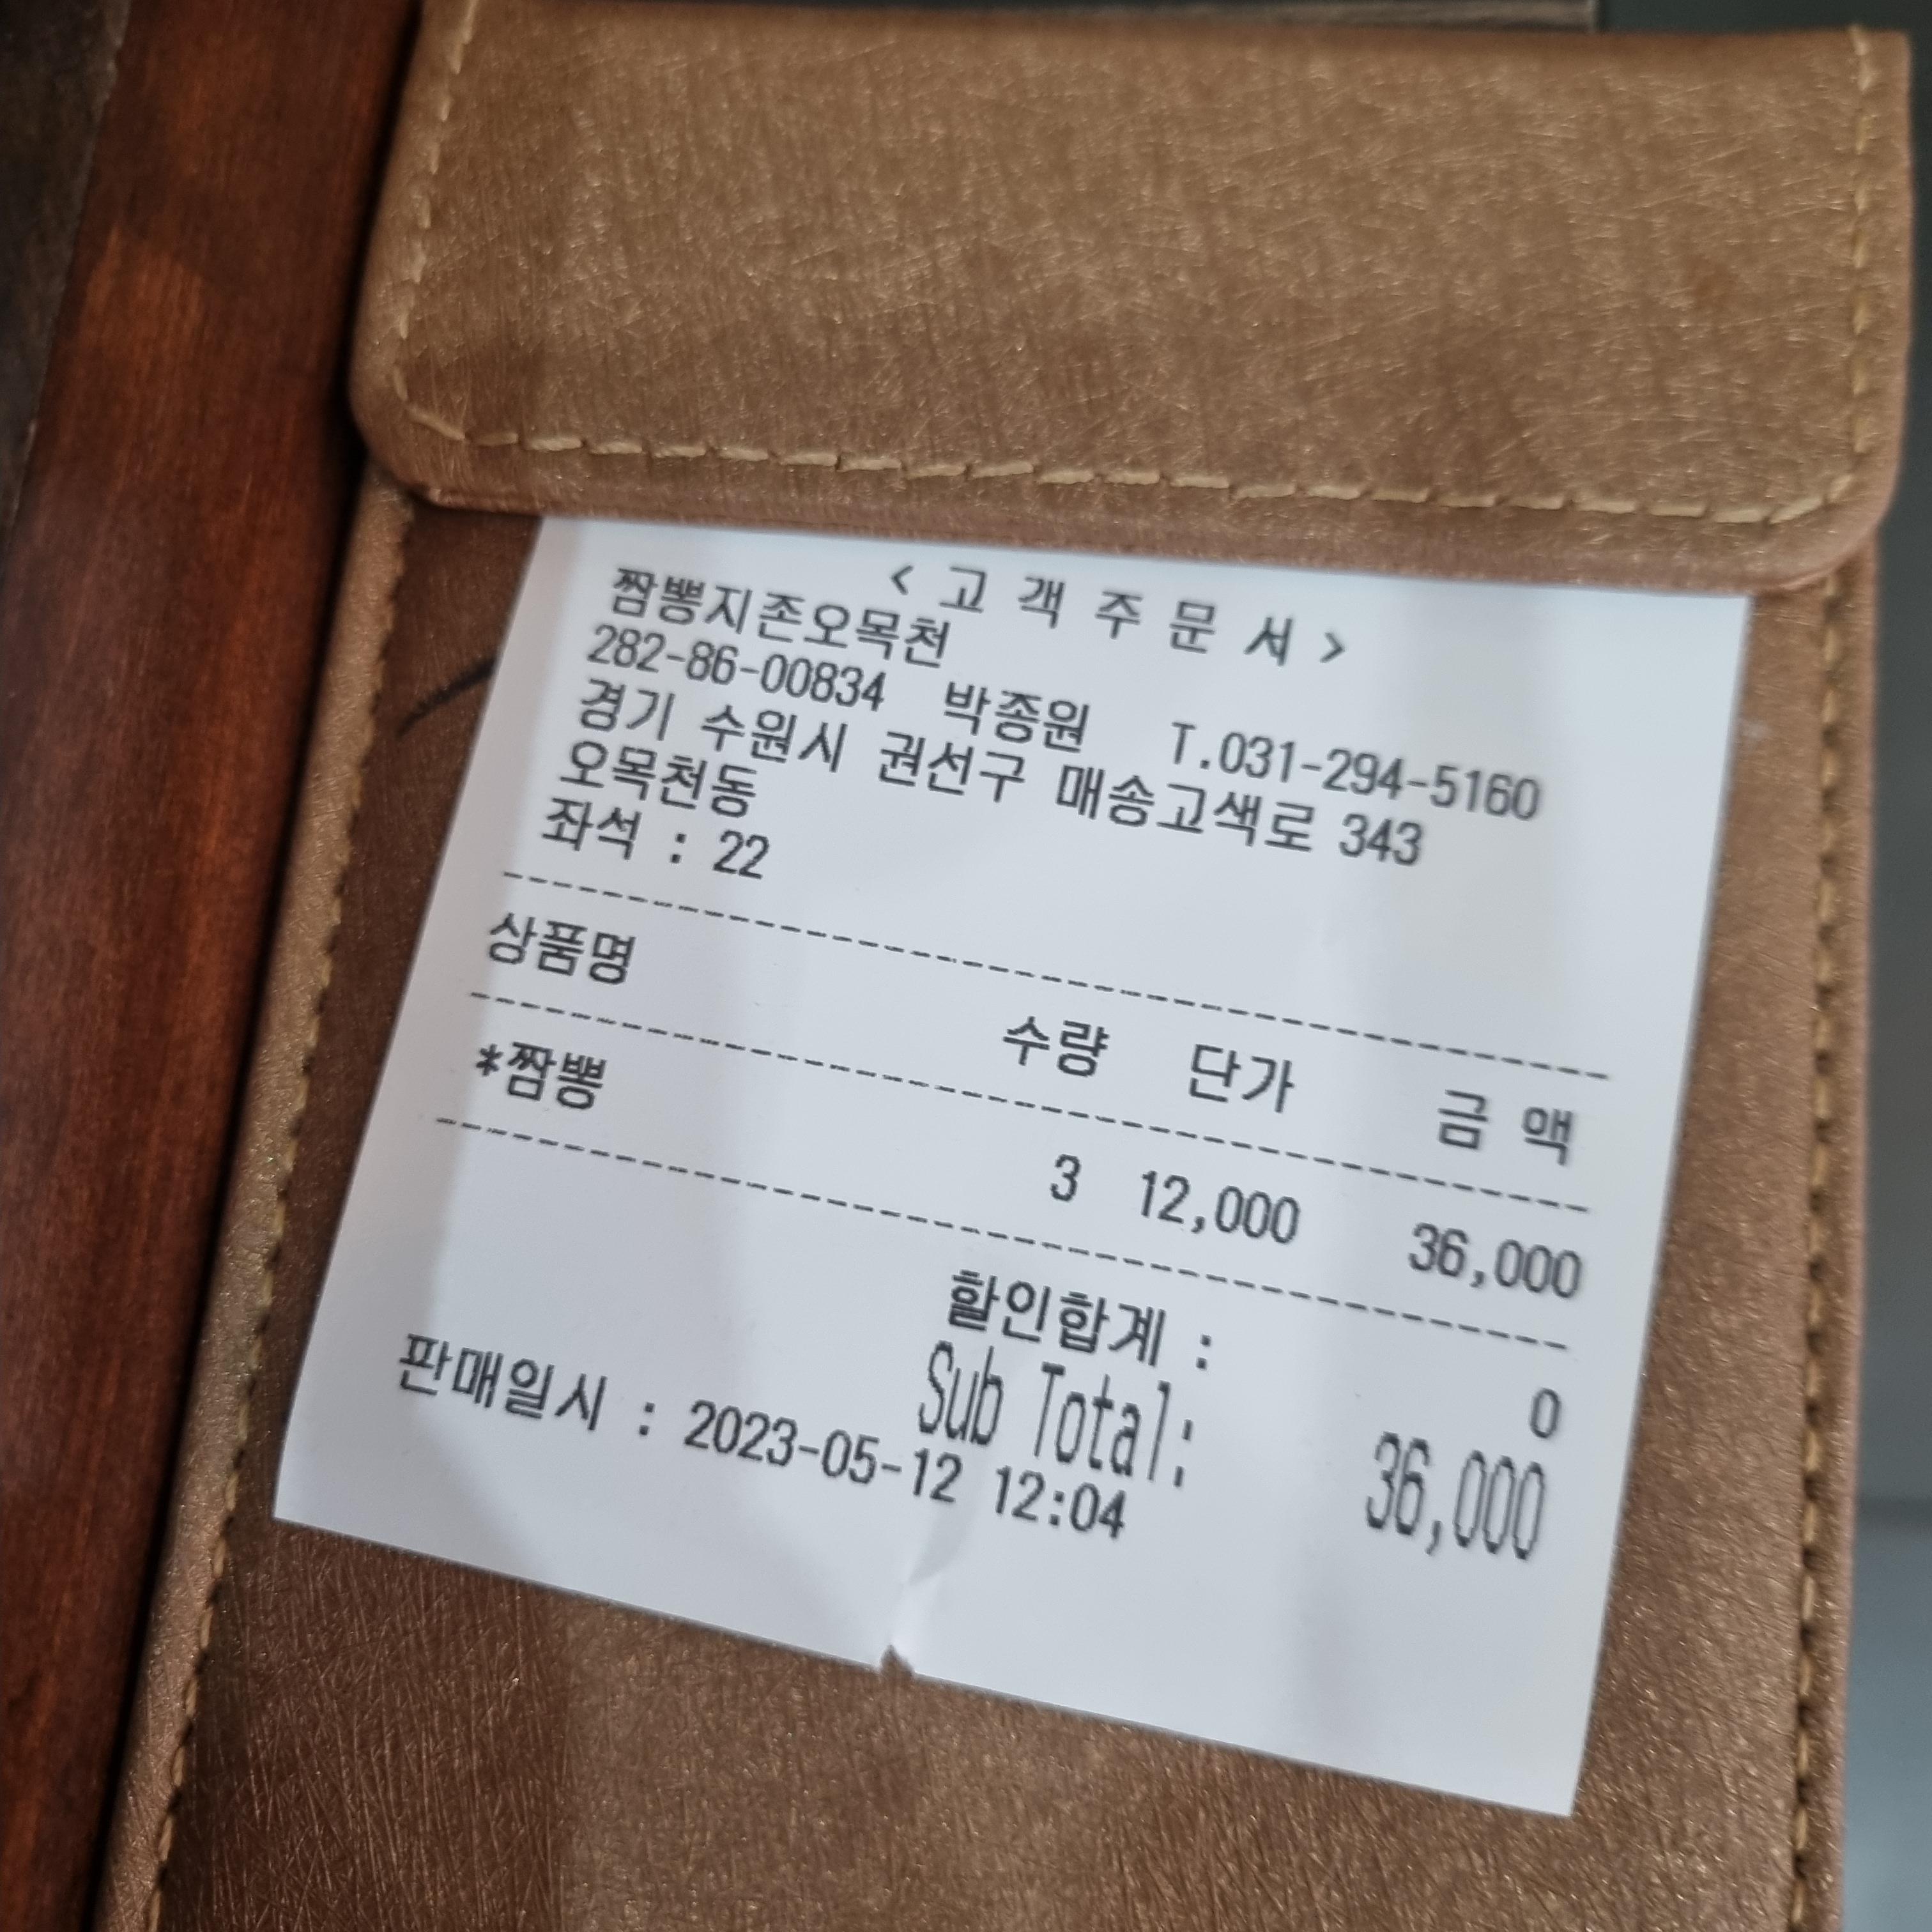 < 고 객 주 문 서 >
짬뽕지존오목천
282-86-00834 박종원 T.031-294-5160
경기 수원시 권선구 매송고색로 343
오목천동
좌석 : 22
상품명 수량 단가 금 액
*짬뽕 3 12,000 36,000
할인합계 : 0
Sub Total: 36,000
판매일시 : 2023-05-12 12:04